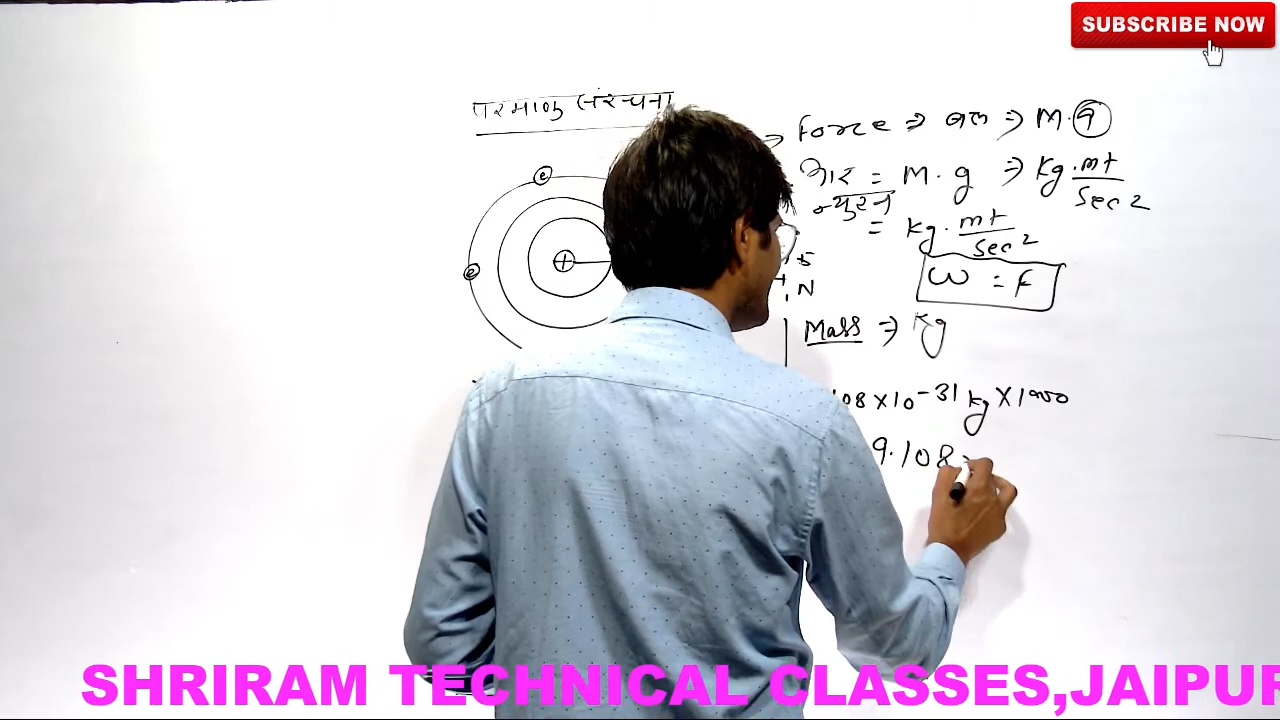 SUBSCRIBE NOW
परमाणु संरचना
→ Force ⇒ बल ⇒ M.a
भार = M. g ⇒ Kg.mt/Sec2
न्युटन = Kg. mt/Sec2
W = F
N
Mass ⇒ Kg
108 × 10-31 kg × 1000
9.108
e
e
+
SHRIRAM TECHNICAL CLASSES,JAIPUR